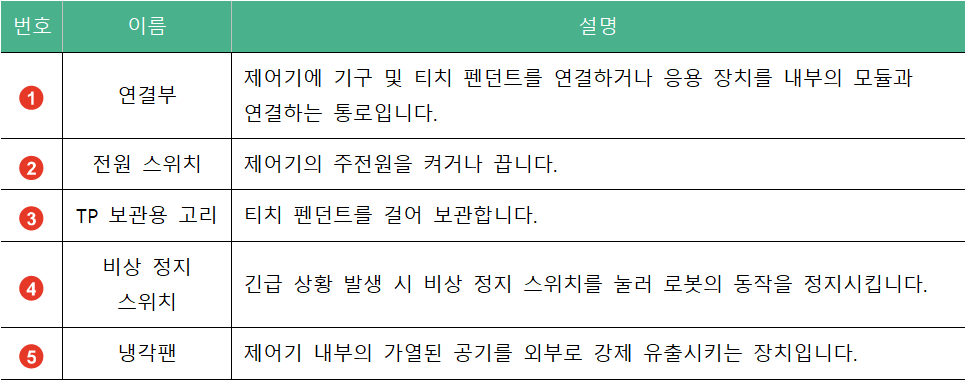 번호 이름 설명
1 연결부 제어기에 기구 및 티치 펜던트를 연결하거나 응용 장치를 내부의 모듈과
연결하는 통로입니다.
2 전원 스위치 제어기의 주전원을 켜거나 끕니다.
3 TP 보관용 고리 티치 펜던트를 걸어 보관합니다.
4 비상 정지
스위치 긴급 상황 발생 시 비상 정지 스위치를 눌러 로봇의 동작을 정지시킵니다.
5 냉각팬 제어기 내부의 가열된 공기를 외부로 강제 유출시키는 장치입니다.